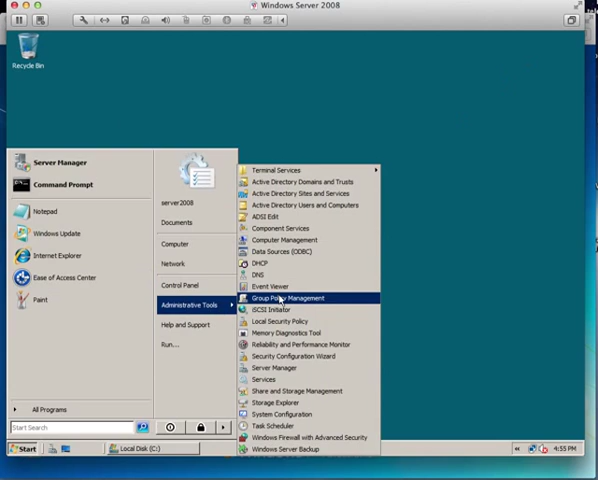 Windows Server 2008
Recycle Bin
Server Manager
Command Prompt
Notepad
Windows Update
Internet Explorer
Ease of Access Center
Paint
All Programs
Start Search
server2008
Documents
Computer
Network
Control Panel
Administrative Tools
Help and Support
Run...
Terminal Services
Active Directory Domains and Trusts
Active Directory Sites and Services
Active Directory Users and Computers
ADSI Edit
Component Services
Computer Management
Data Sources (ODBC)
DHCP
DNS
Event Viewer
Group Policy Management
iSCSI Initiator
Local Security Policy
Memory Diagnostics Tool
Reliability and Performance Monitor
Security Configuration Wizard
Server Manager
Services
Share and Storage Management
Storage Explorer
System Configuration
Task Scheduler
Windows Firewall with Advanced Security
Windows Server Backup
Start
Local Disk (C:)
4:55 PM